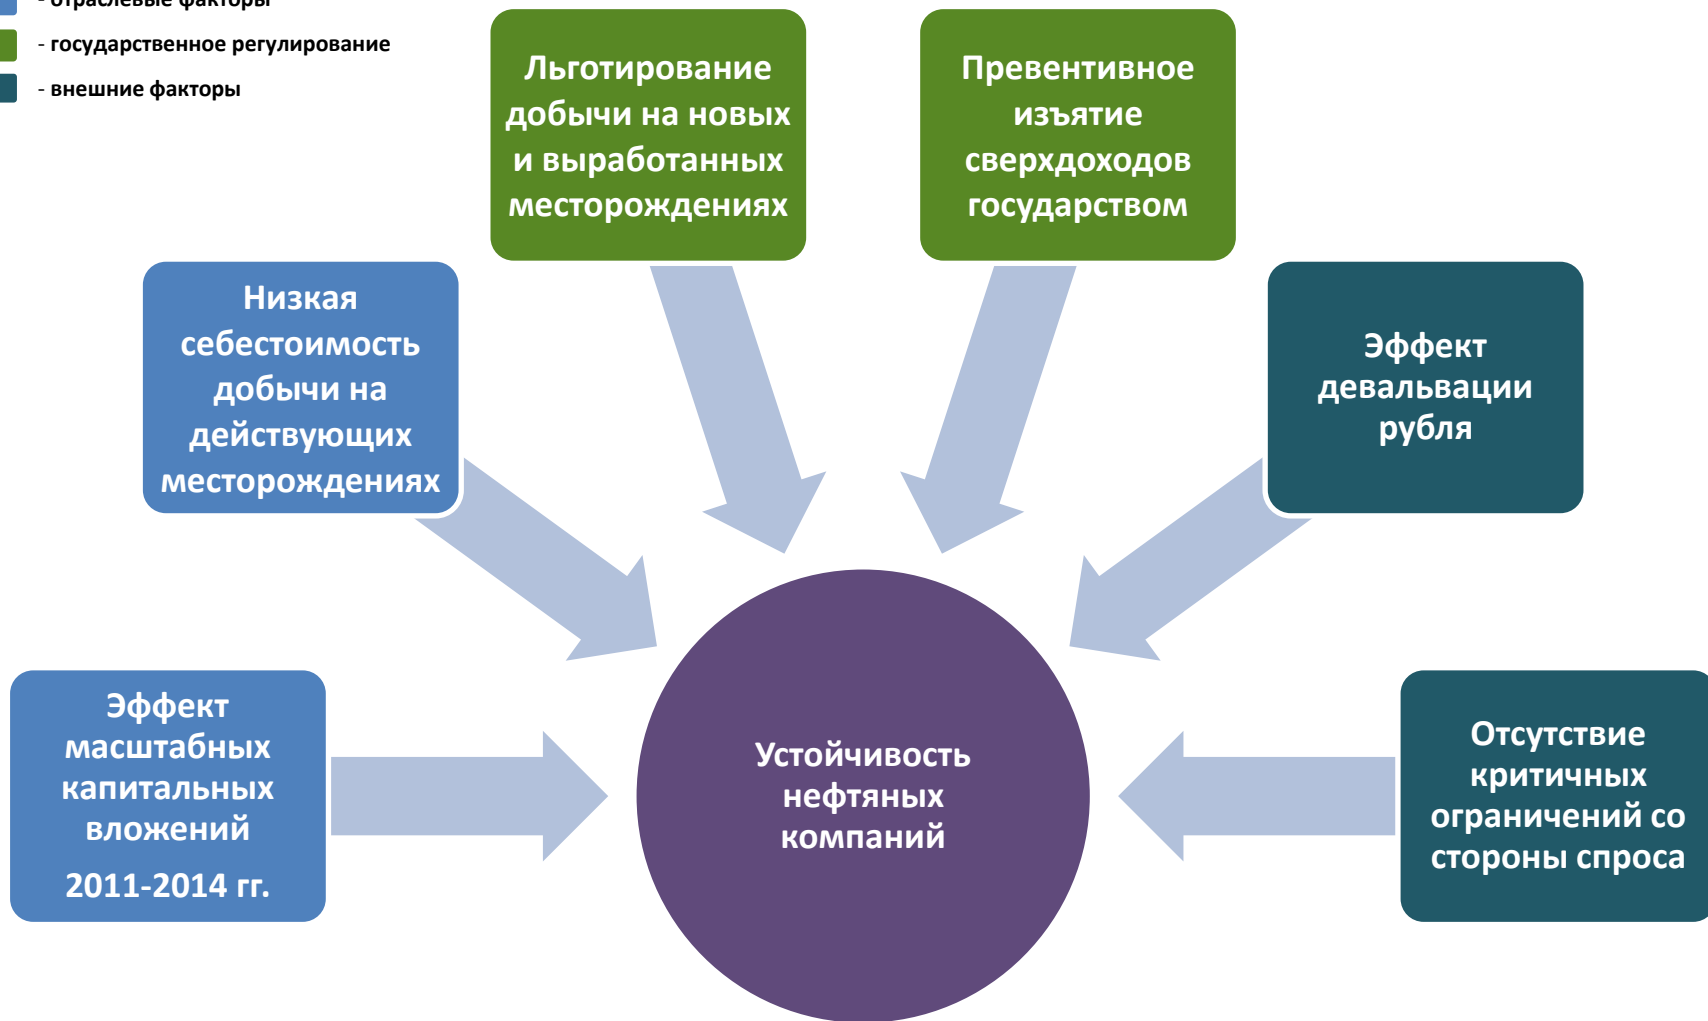 - отраслевые факторы
- государственное регулирование
- внешние факторы
Льготирование
добычи на новых
и выработанных
месторождениях
Превентивное
изъятие
сверхдоходов
государством
Низкая
себестоимость
добычи на
действующих
месторождениях
Эффект
девальвации
рубля
Эффект
масштабных
капитальных
вложений
2011-2014 гг.
Устойчивость
нефтяных
компаний
Отсутствие
критичных
ограничений со
стороны спроса